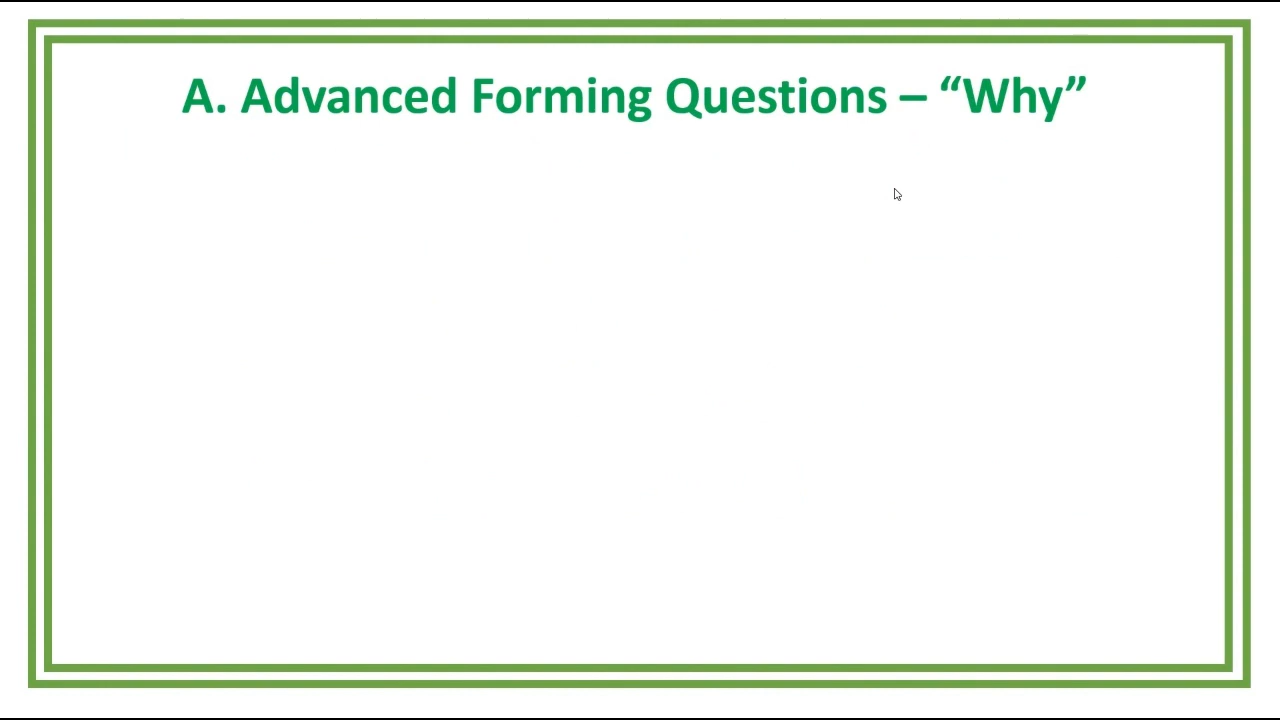 A. Advanced Forming Questions – “Why”